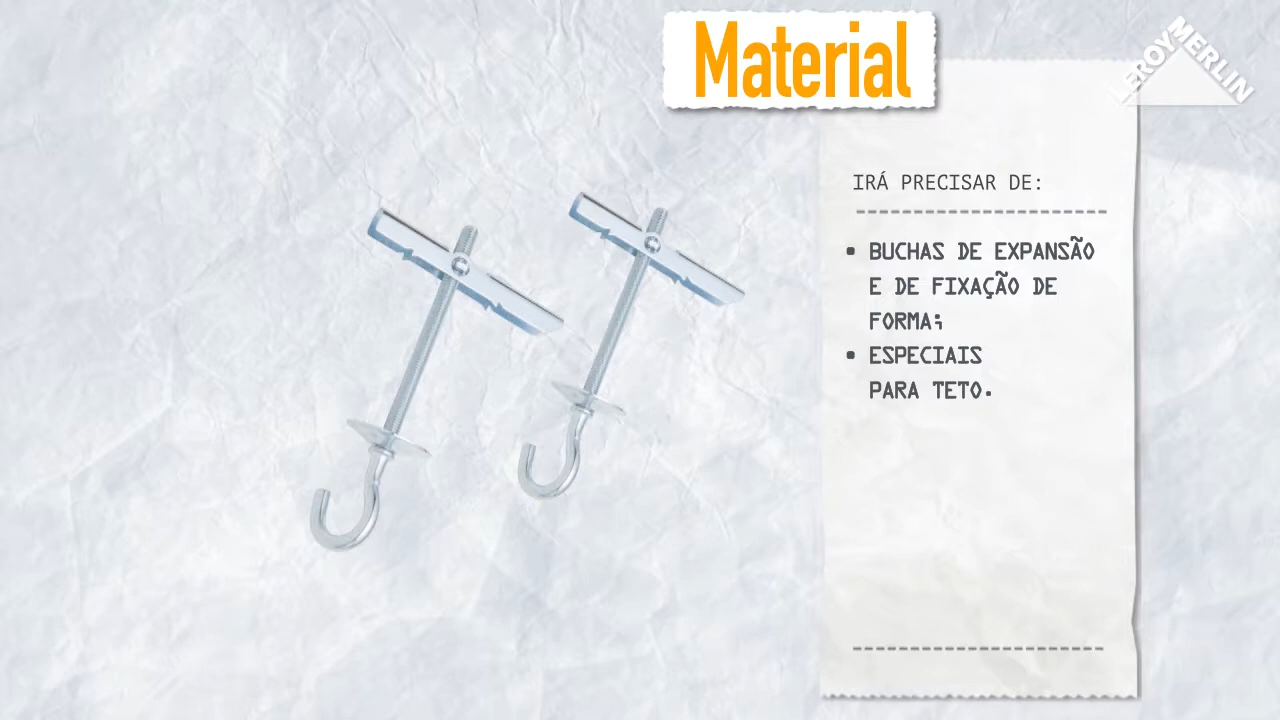 Material
LEROY MERLIN
IRÁ PRECISAR DE:
• BUCHAS DE EXPANSÃO
E DE FIXAÇÃO DE
FORMA;
• ESPECIAIS
PARA TETO.